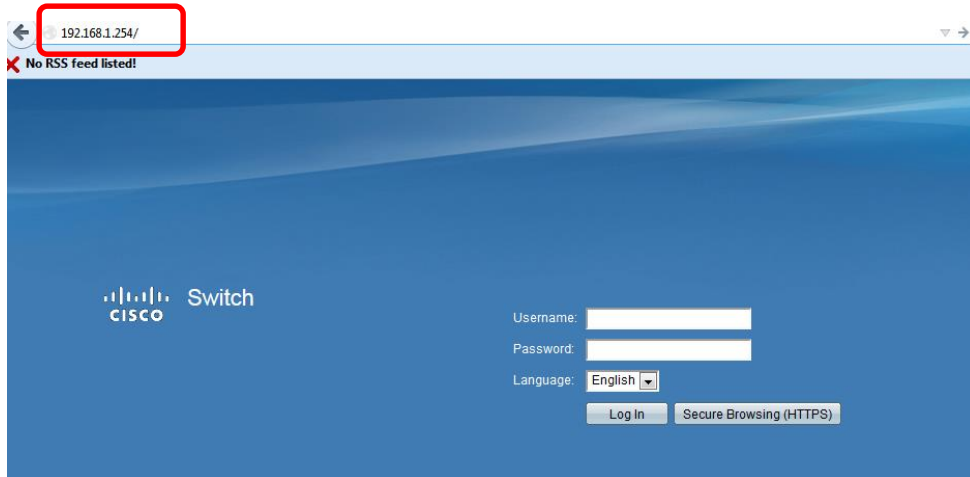 192.168.1.254/
No RSS feed listed!
cisco Switch
Username:
Password:
Language: English
Log In Secure Browsing (HTTPS)